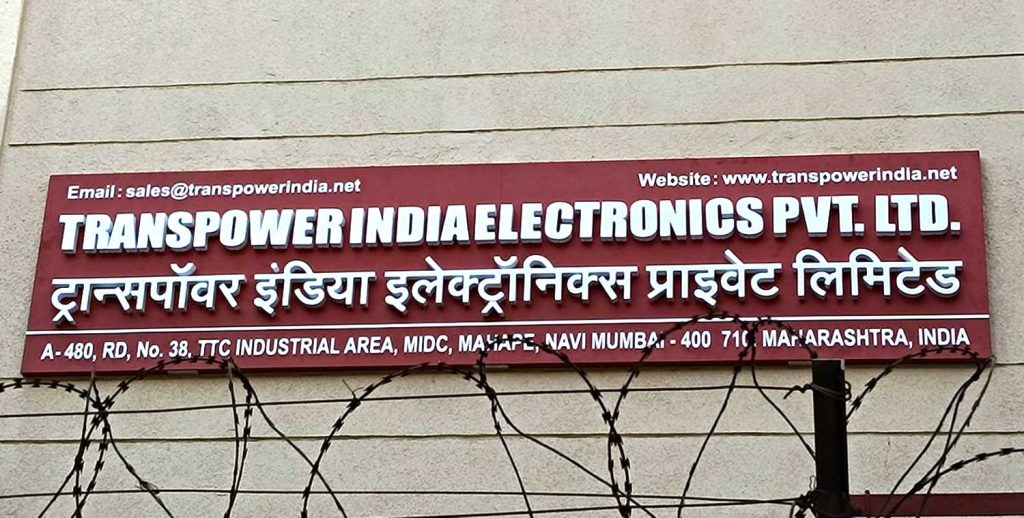 Email : sales@transpowerindia.net Website : www.transpowerindia.net
TRANSPOWER INDIA ELECTRONICS PVT. LTD.
ट्रान्सपॉवर इंडिया इलेक्ट्रॉनिक्स प्राइवेट लिमिटेड
A- 480, RD, No. 38, TTC INDUSTRIAL AREA, MIDC, MAHAPE, NAVI MUMBAI - 400 710, MAHARASHTRA, INDIA